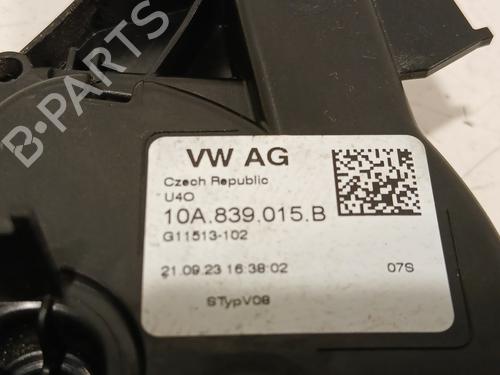 B-PARTS
VW AG
Czech Republic
U4O
10A.839.015.B
G11513-102
21.09.23 16:38:02
07S
STypV08